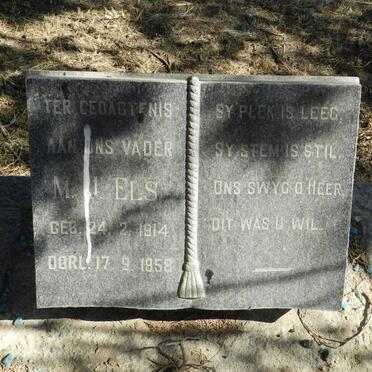 TER GEDAGTENIS
AAN ONS VADER
M. J. ELS
GEB. 24. 2. 1914
OORL. 17. 9. 1958
SY PLEK IS LEEG,
SY STEM IS STIL,
ONS SWYG O HEER,
DIT WAS U WIL.